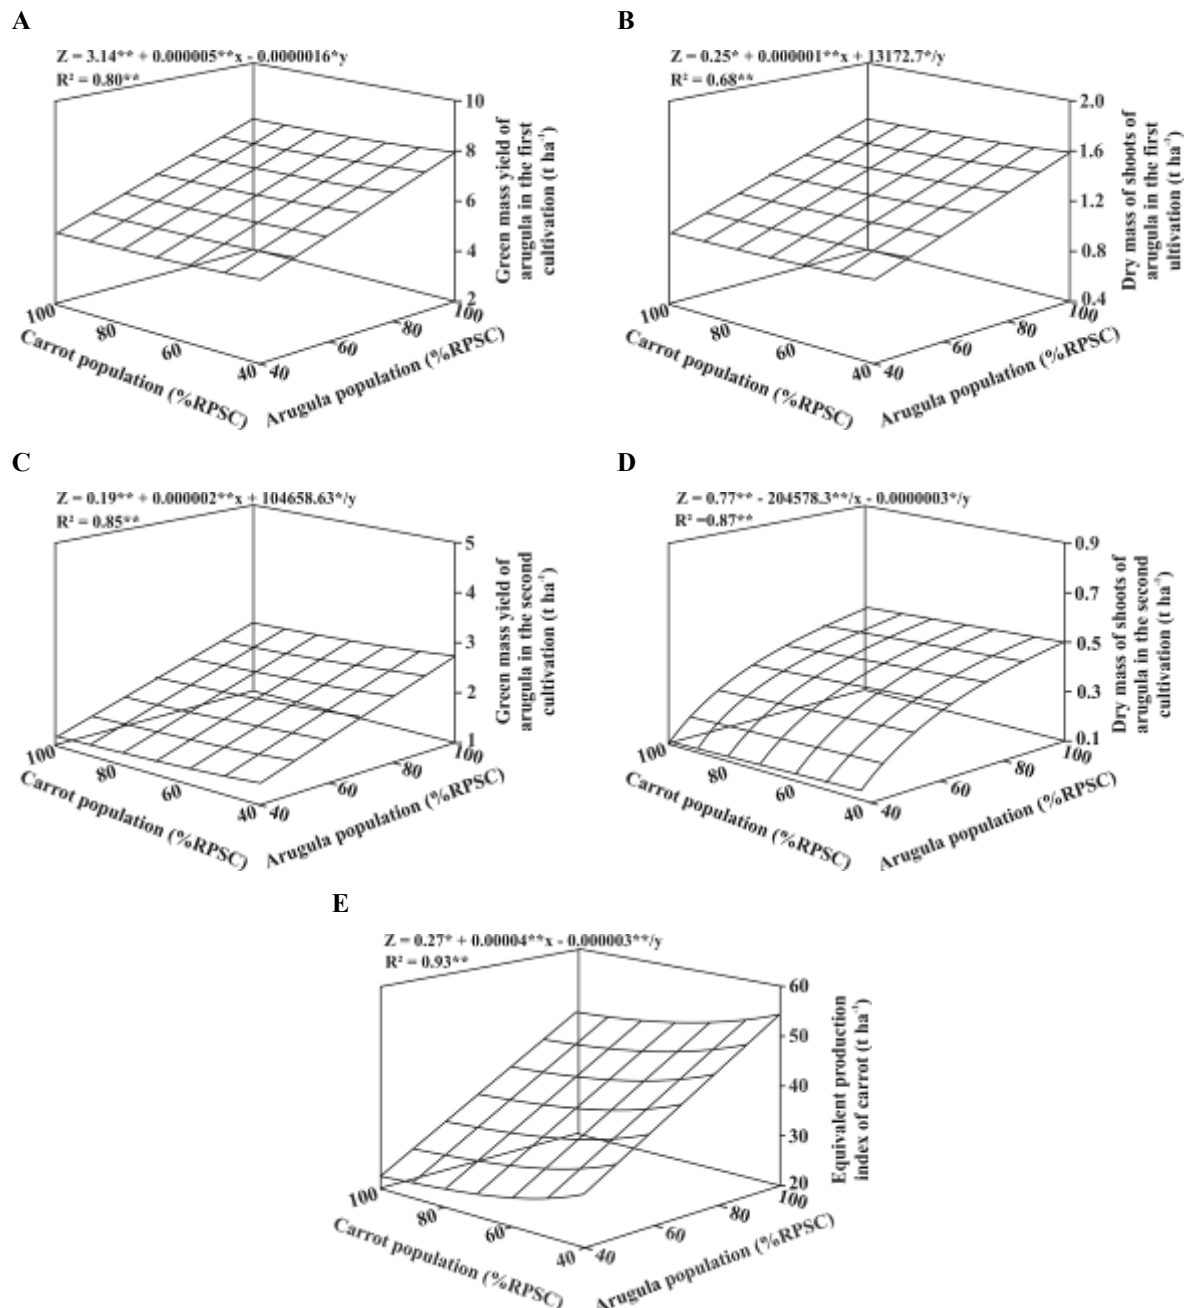 A
Z = 3.14** + 0.000005**x - 0.0000016*y
R² = 0.80**
10
8
6
4
2
Green mass yield of
arugula in the first
cultivation (t ha⁻¹)
100
80
60
40
Carrot population (%RPSC)
40
60
80
100
Arugula population (%RPSC)
B
Z = 0.25* + 0.000001**x + 13172.7*/y
R² = 0.68**
2.0
1.6
1.2
0.8
0.4
Dry mass of shoots of
arugula in the first
ultivation (t ha⁻¹)
100
80
60
40
Carrot population (%RPSC)
40
60
80
100
Arugula population (%RPSC)
C
Z = 0.19** + 0.000002**x + 104658.63*/y
R² = 0.85**
5
4
3
2
1
Green mass yield of
arugula in the second
cultivation (t ha⁻¹)
100
80
60
40
Carrot population (%RPSC)
40
60
80
100
Arugula population (%RPSC)
D
Z = 0.77** - 204578.3**/x - 0.0000003*/y
R² =0.87**
0.9
0.7
0.5
0.3
0.1
Dry mass of shoots of
arugula in the second
cultivation (t ha⁻¹)
100
80
60
40
Carrot population (%RPSC)
40
60
80
100
Arugula population (%RPSC)
E
Z = 0.27* + 0.00004**x - 0.000003**/y
R² = 0.93**
60
50
40
30
20
Equivalent production
index of carrot (t ha⁻¹)
100
80
60
40
Carrot population (%RPSC)
40
60
80
100
Arugula population (%RPSC)